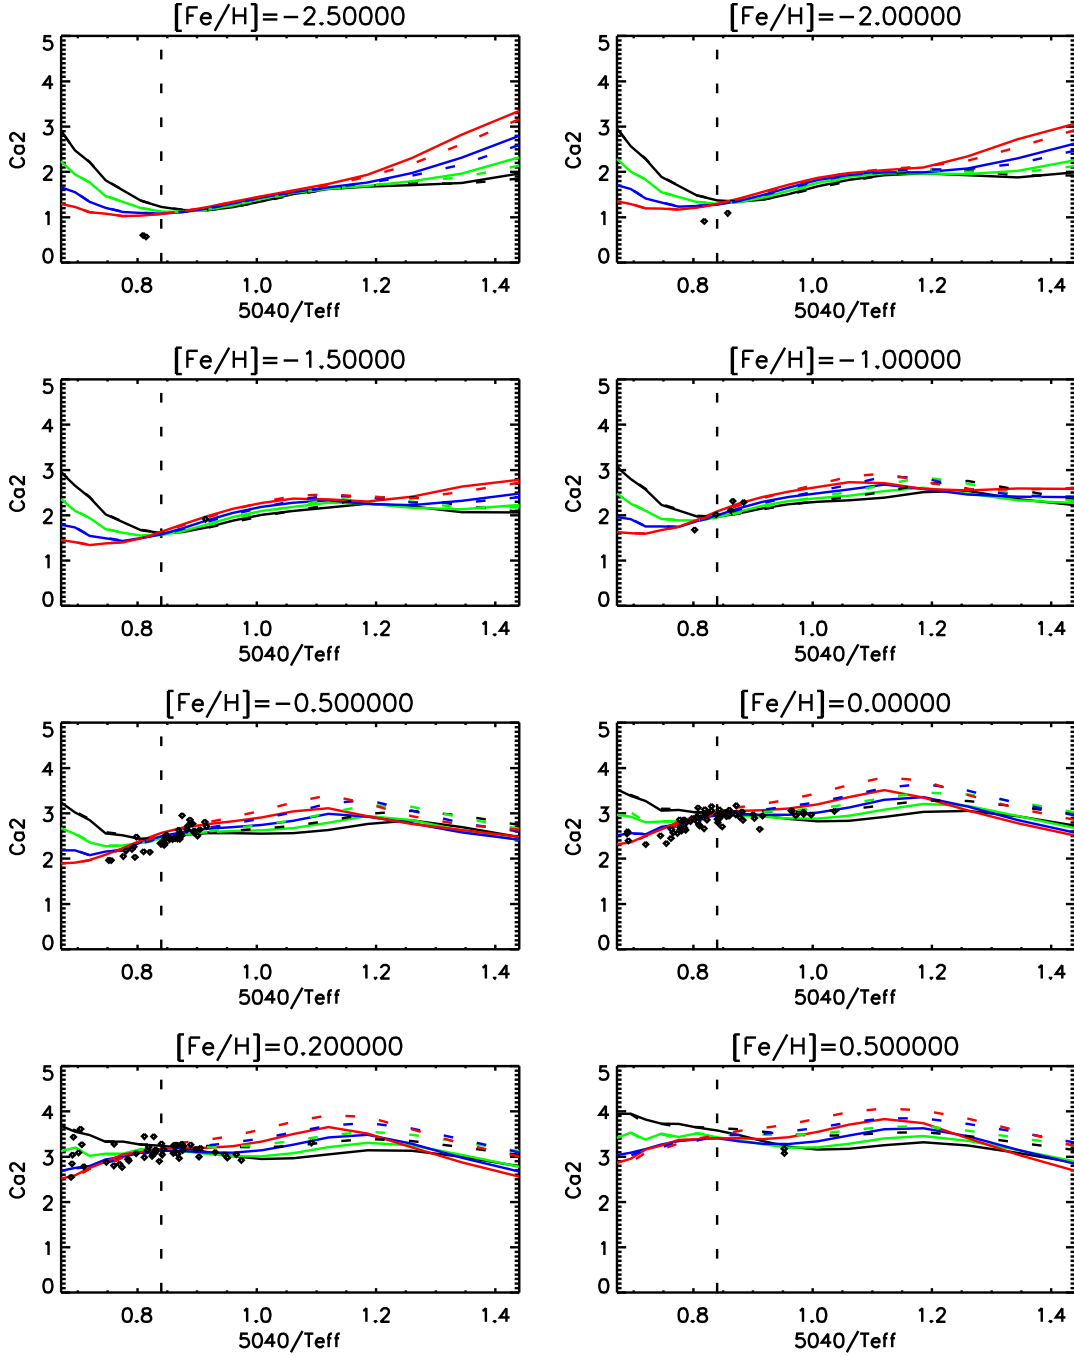 [Fe/H]=−2.50000
5
4
3
2
1
0
Ca2
0.8 1.0 1.2 1.4
5040/Teff
[Fe/H]=−2.00000
5
4
3
2
1
0
Ca2
0.8 1.0 1.2 1.4
5040/Teff
[Fe/H]=−1.50000
5
4
3
2
1
0
Ca2
0.8 1.0 1.2 1.4
5040/Teff
[Fe/H]=−1.00000
5
4
3
2
1
0
Ca2
0.8 1.0 1.2 1.4
5040/Teff
[Fe/H]=−0.500000
5
4
3
2
1
0
Ca2
0.8 1.0 1.2 1.4
5040/Teff
[Fe/H]=0.00000
5
4
3
2
1
0
Ca2
0.8 1.0 1.2 1.4
5040/Teff
[Fe/H]=0.200000
5
4
3
2
1
0
Ca2
0.8 1.0 1.2 1.4
5040/Teff
[Fe/H]=0.500000
5
4
3
2
1
0
Ca2
0.8 1.0 1.2 1.4
5040/Teff